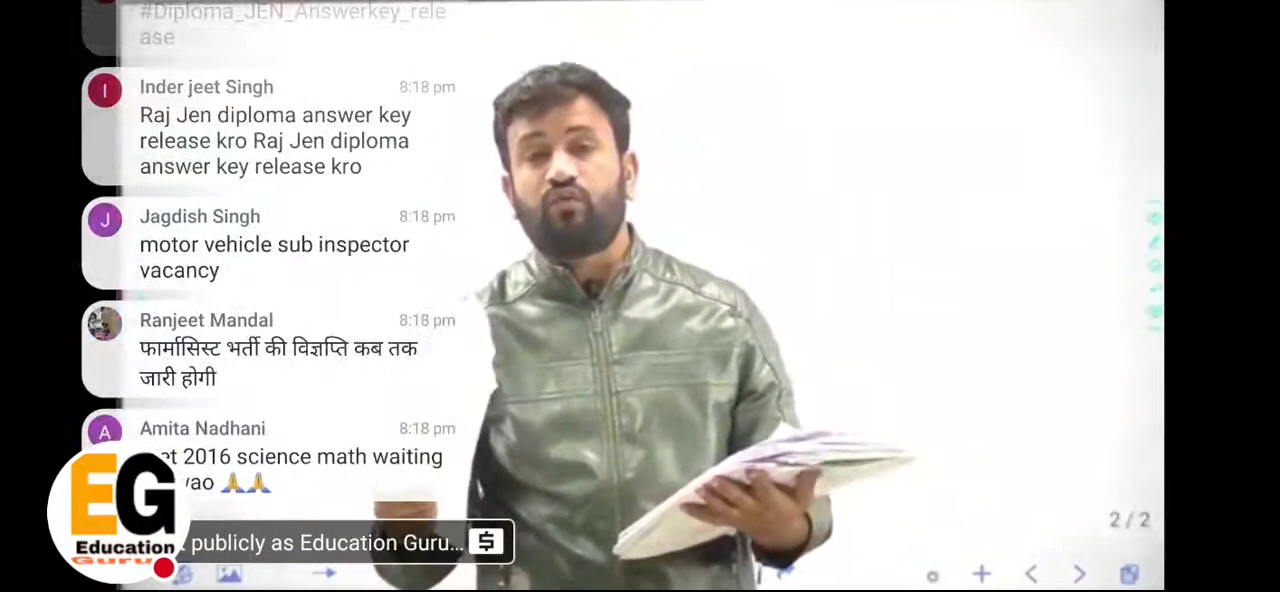 #Diploma_JEN_Answerkey_rele
ase
Inder jeet Singh 8:18 pm
Raj Jen diploma answer key
release kro Raj Jen diploma
answer key release kro
Jagdish Singh 8:18 pm
motor vehicle sub inspector
vacancy
Ranjeet Mandal 8:18 pm
फार्मासिस्ट भर्ती की विज्ञप्ति कब तक
जारी होगी
Amita Nadhani 8:18 pm
2016 science math waiting
publicly as Education Guru...
EG
Education
Guru
2/2